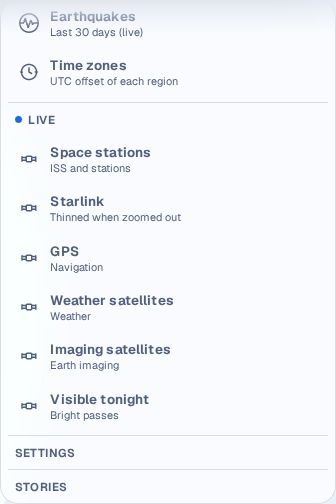 Earthquakes
Last 30 days (live)
Time zones
UTC offset of each region
LIVE
Space stations
ISS and stations
Starlink
Thinned when zoomed out
GPS
Navigation
Weather satellites
Weather
Imaging satellites
Earth imaging
Visible tonight
Bright passes
SETTINGS
STORIES